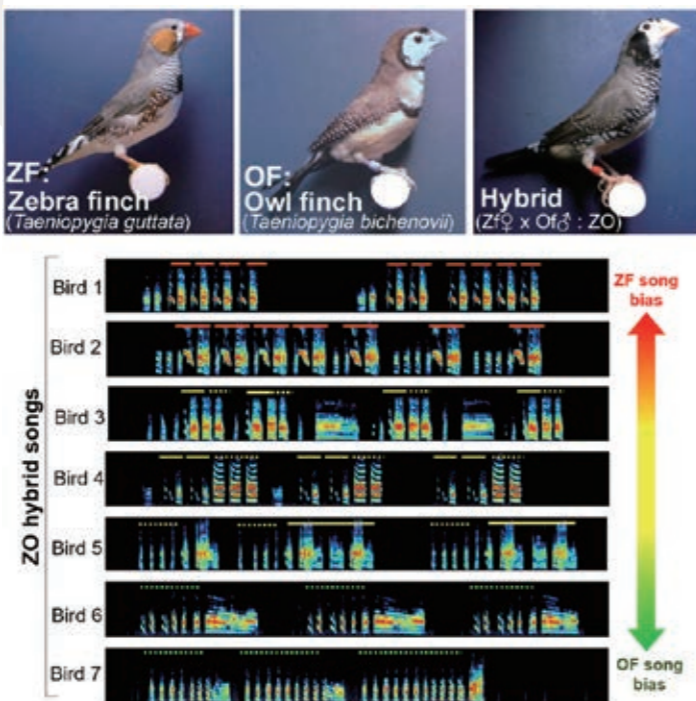 ZF:
Zebra finch
(Taeniopygia guttata)
OF:
Owl finch
(Taeniopygia bichenovii)
Hybrid
(Zf♀ x Of♂ : ZO)
ZO hybrid songs
Bird 1
Bird 2
Bird 3
Bird 4
Bird 5
Bird 6
Bird 7
ZF song
bias
OF song
bias